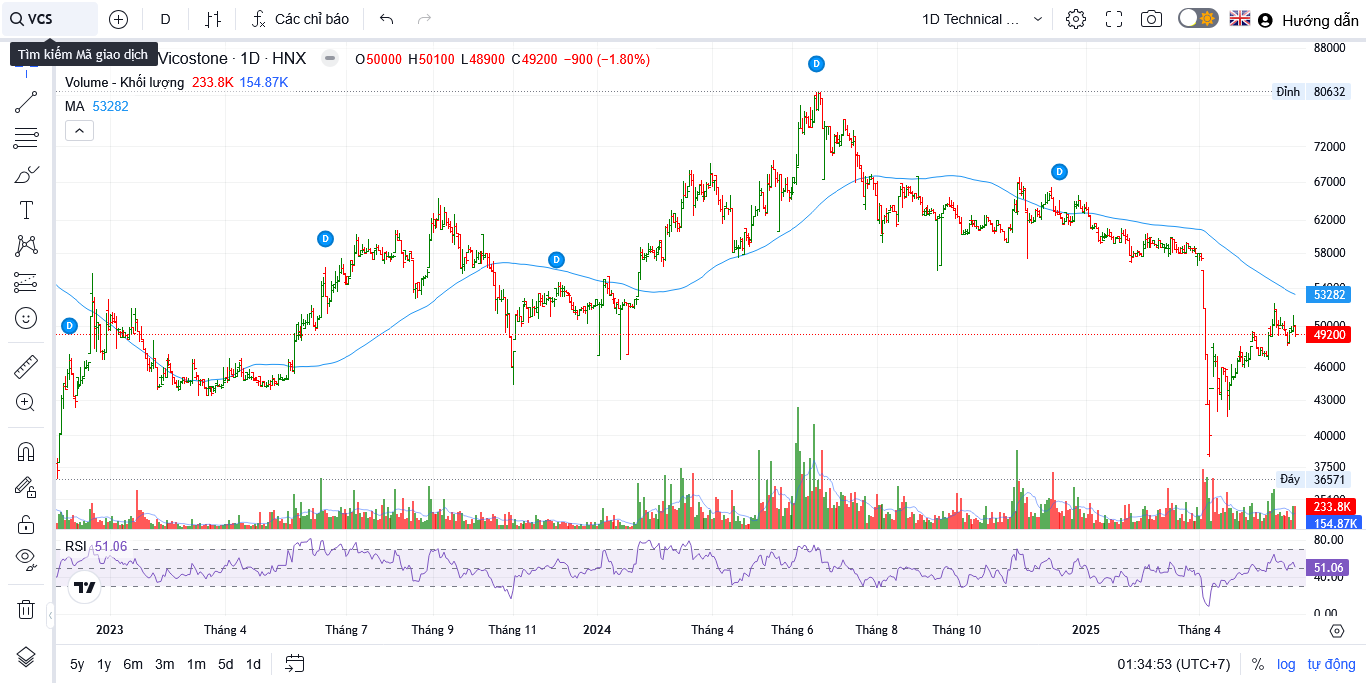 VCS
D
Các chỉ báo
1D Technical ...
Hướng dẫn
Tìm kiếm Mã giao dịch
Vicostone · 1D · HNX
O50000 H50100 L48900 C49200 −900 (−1.80%)
Volume - Khối lượng 233.8K 154.87K
MA 53282
D
D
D
D
D
88000
Đỉnh 80632
72000
67000
62000
58000
53282
50000
49200
46000
43000
40000
37500
Đáy 36571
233.8K
154.87K
RSI 51.06
80.00
51.06
40.00
0.00
2023 Tháng 4 Tháng 7 Tháng 9 Tháng 11 2024 Tháng 4 Tháng 6 Tháng 8 Tháng 10 2025 Tháng 4
5y 1y 6m 3m 1m 5d 1d
01:34:53 (UTC+7) % log tự động